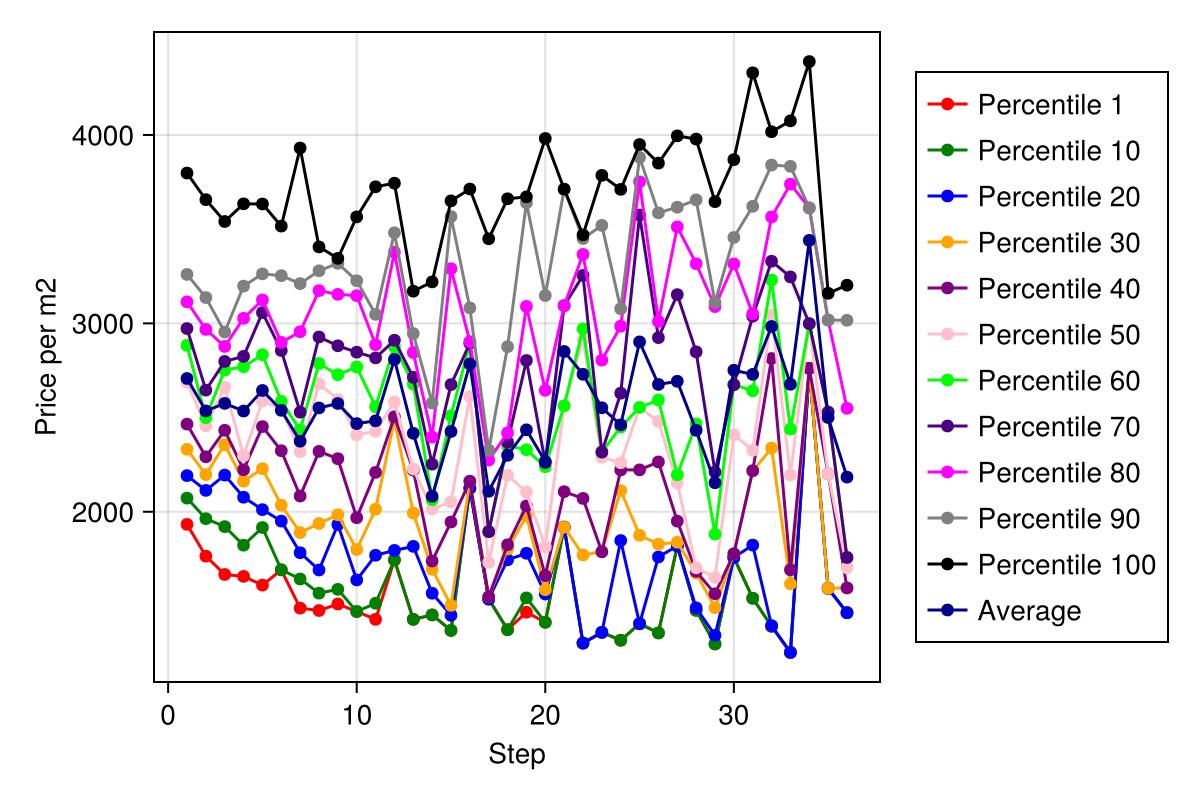 4000
3000
2000
Price per m2
0 10 20 30
Step
Percentile 1
Percentile 10
Percentile 20
Percentile 30
Percentile 40
Percentile 50
Percentile 60
Percentile 70
Percentile 80
Percentile 90
Percentile 100
Average